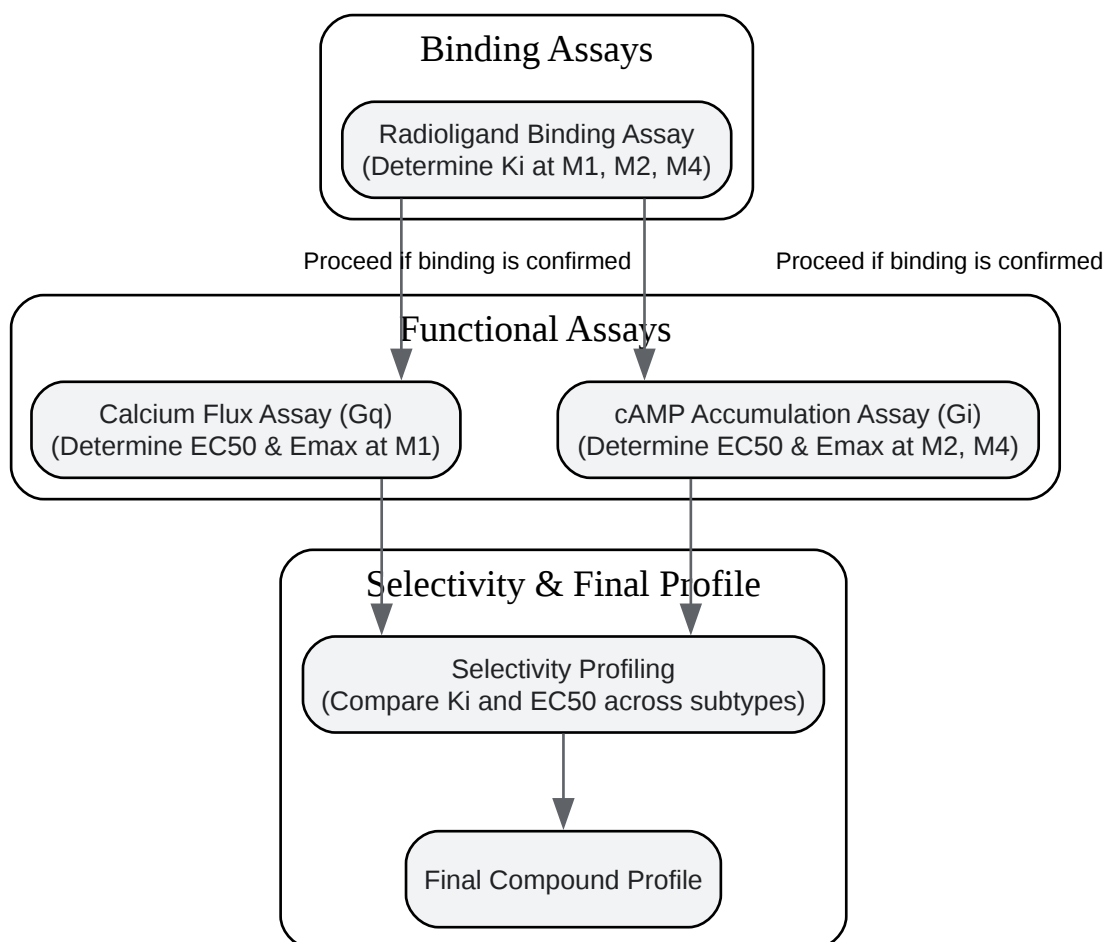 Binding Assays
Radioligand Binding Assay
(Determine Ki at M1, M2, M4)
Proceed if binding is confirmed
Proceed if binding is confirmed
Functional Assays
Calcium Flux Assay (Gq)
(Determine EC50 & Emax at M1)
cAMP Accumulation Assay (Gi)
(Determine EC50 & Emax at M2, M4)
Selectivity & Final Profile
Selectivity Profiling
(Compare Ki and EC50 across subtypes)
Final Compound Profile